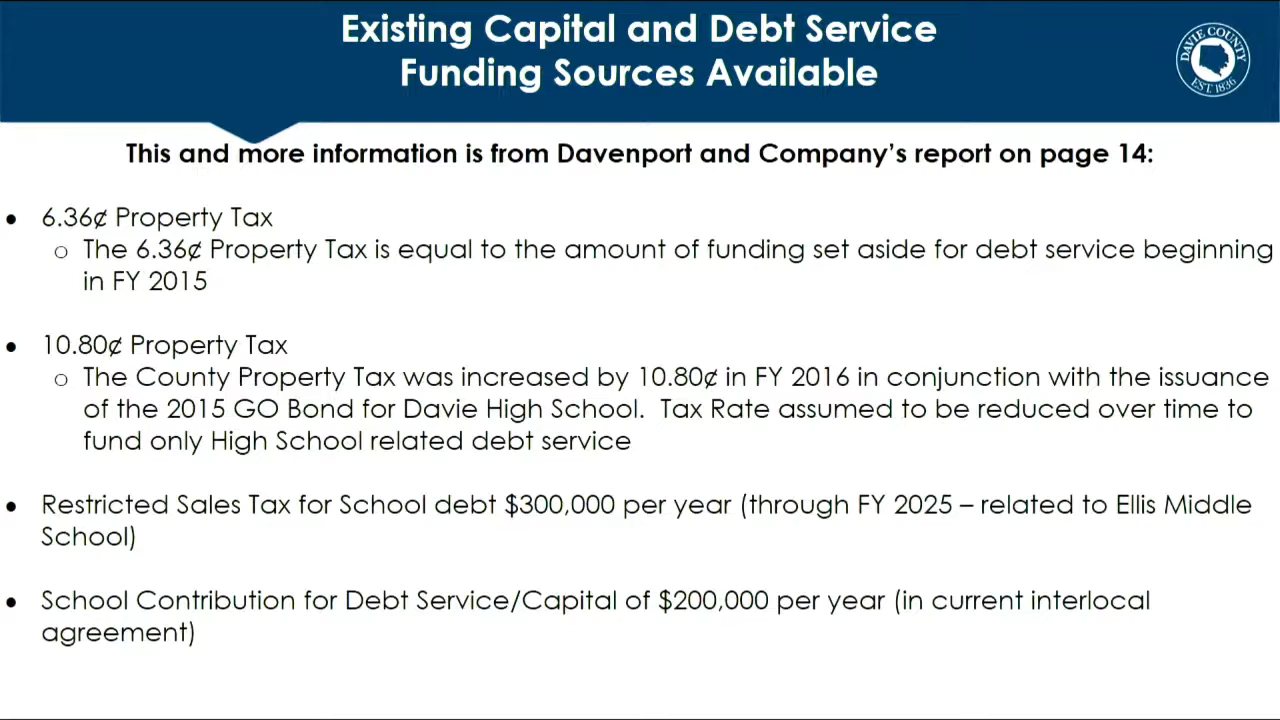 Existing Capital and Debt Service
Funding Sources Available
DAVIE COUNTY
EST. 1836
This and more information is from Davenport and Company’s report on page 14:
• 6.36¢ Property Tax
o The 6.36¢ Property Tax is equal to the amount of funding set aside for debt service beginning
in FY 2015
• 10.80¢ Property Tax
o The County Property Tax was increased by 10.80¢ in FY 2016 in conjunction with the issuance
of the 2015 GO Bond for Davie High School.  Tax Rate assumed to be reduced over time to
fund only High School related debt service
• Restricted Sales Tax for School debt $300,000 per year (through FY 2025 – related to Ellis Middle
School)
• School Contribution for Debt Service/Capital of $200,000 per year (in current interlocal
agreement)